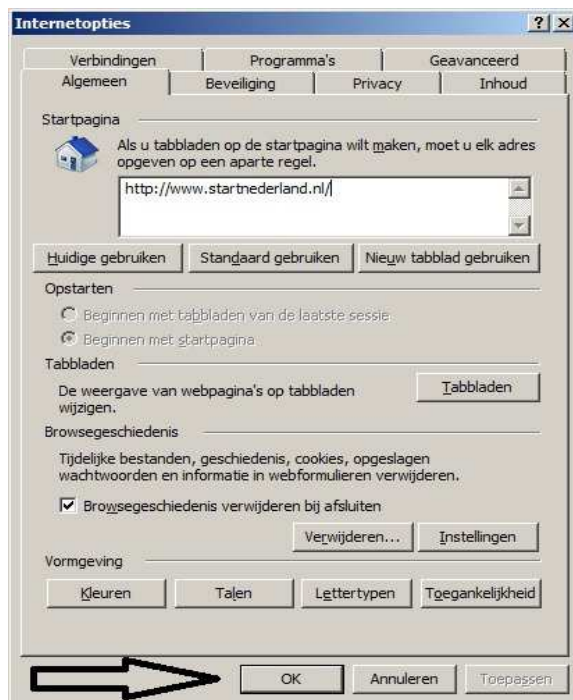 Internetopties
Verbindingen Programma's Geavanceerd
Algemeen Beveiliging Privacy Inhoud
Startpagina
Als u tabbladen op de startpagina wilt maken, moet u elk adres
opgeven op een aparte regel.
http://www.startnederland.nl/
Huidige gebruiken Standaard gebruiken Nieuw tabblad gebruiken
Opstarten
Beginnen met tabbladen van de laatste sessie
Beginnen met startpagina
Tabbladen
De weergave van webpagina's op tabbladen
wijzigen.
Tabbladen
Browsegeschiedenis
Tijdelijke bestanden, geschiedenis, cookies, opgeslagen
wachtwoorden en informatie in webformulieren verwijderen.
Browsegeschiedenis verwijderen bij afsluiten
Verwijderen... Instellingen
Vormgeving
Kleuren Talen Lettertypen Toegankelijkheid
OK Annuleren Toepassen